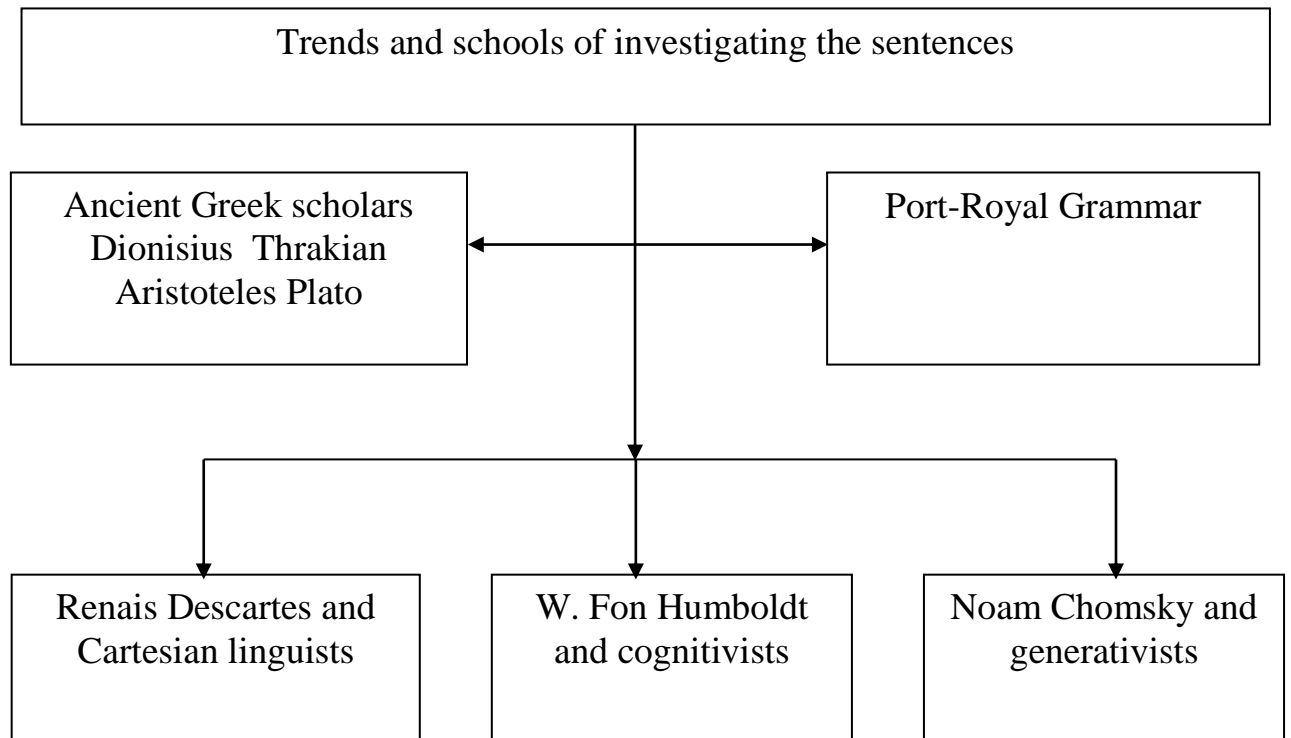 Trends and schools of investigating the sentences
Ancient Greek scholars
Dionisius Thrakian
Aristoteles Plato
Port-Royal Grammar
Renais Descartes and
Cartesian linguists
W. Fon Humboldt
and cognitivists
Noam Chomsky and
generativists